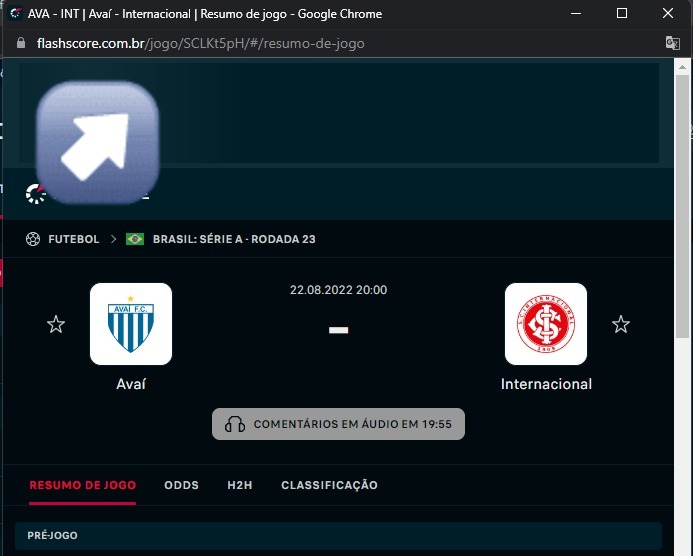 AVA - INT | Avaí - Internacional | Resumo de jogo - Google Chrome
flashscore.com.br/jogo/SCLKt5pH/#/resumo-de-jogo
FUTEBOL > BRASIL: SÉRIE A - RODADA 23
22.08.2022 20:00
AVAÍ F.C.
S.C. INTERNACIONAL
1909
-
Avaí
Internacional
COMENTÁRIOS EM ÁUDIO EM 19:55
RESUMO DE JOGO ODDS H2H CLASSIFICAÇÃO
PRÉ-JOGO